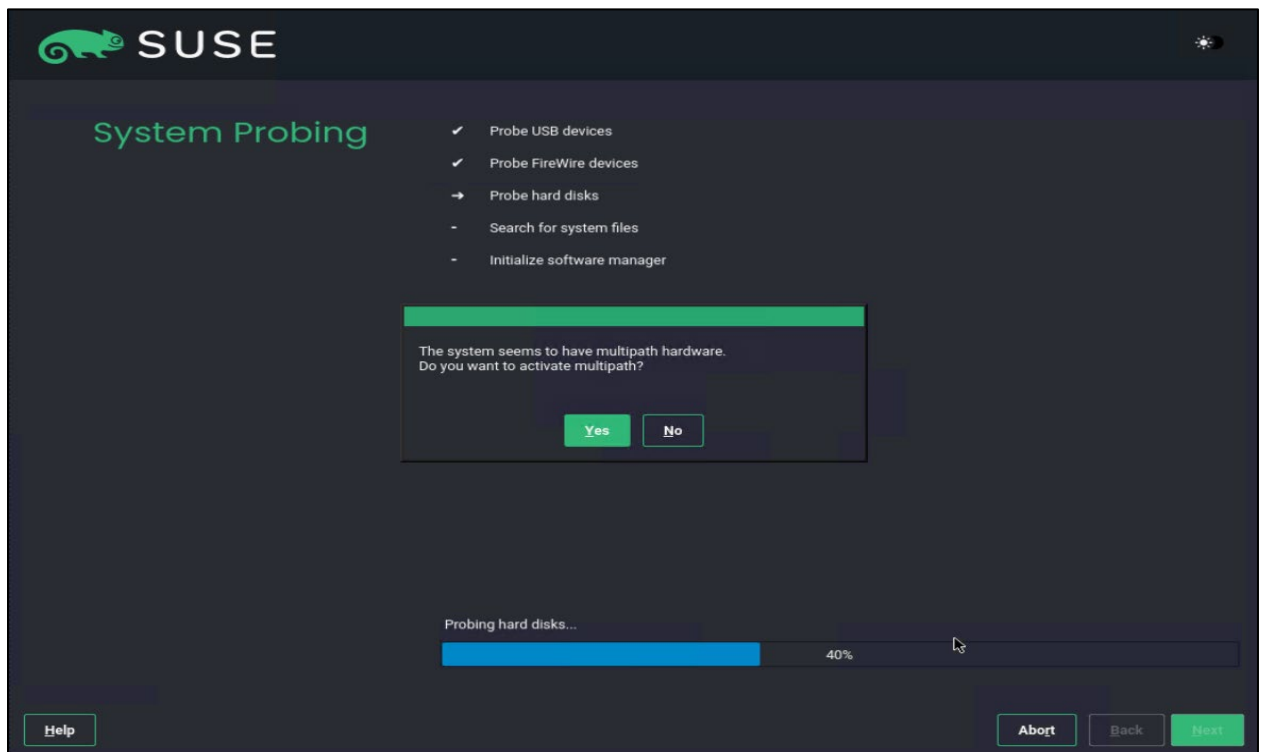 SUSE
System Probing
✔ Probe USB devices
✔ Probe FireWire devices
➔ Probe hard disks
- Search for system files
- Initialize software manager
The system seems to have multipath hardware.
Do you want to activate multipath?
Yes No
Probing hard disks...
40%
Help Abort Back Next